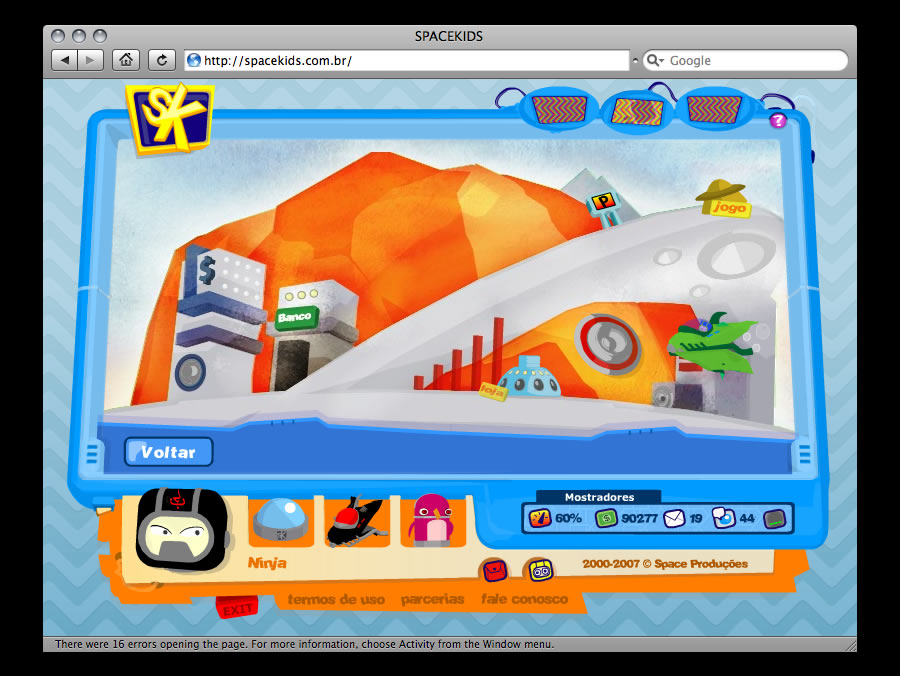 SPACEKIDS
http://spacekids.com.br/
Google
SK
?
P
jogo
$
Banco
loja
Voltar
Mostradores
60% $ 90277 19 44
Ninja
2000-2007 © Space Produções
EXIT
termos de uso parcerias fale conosco
There were 16 errors opening the page. For more information, choose Activity from the Window menu.